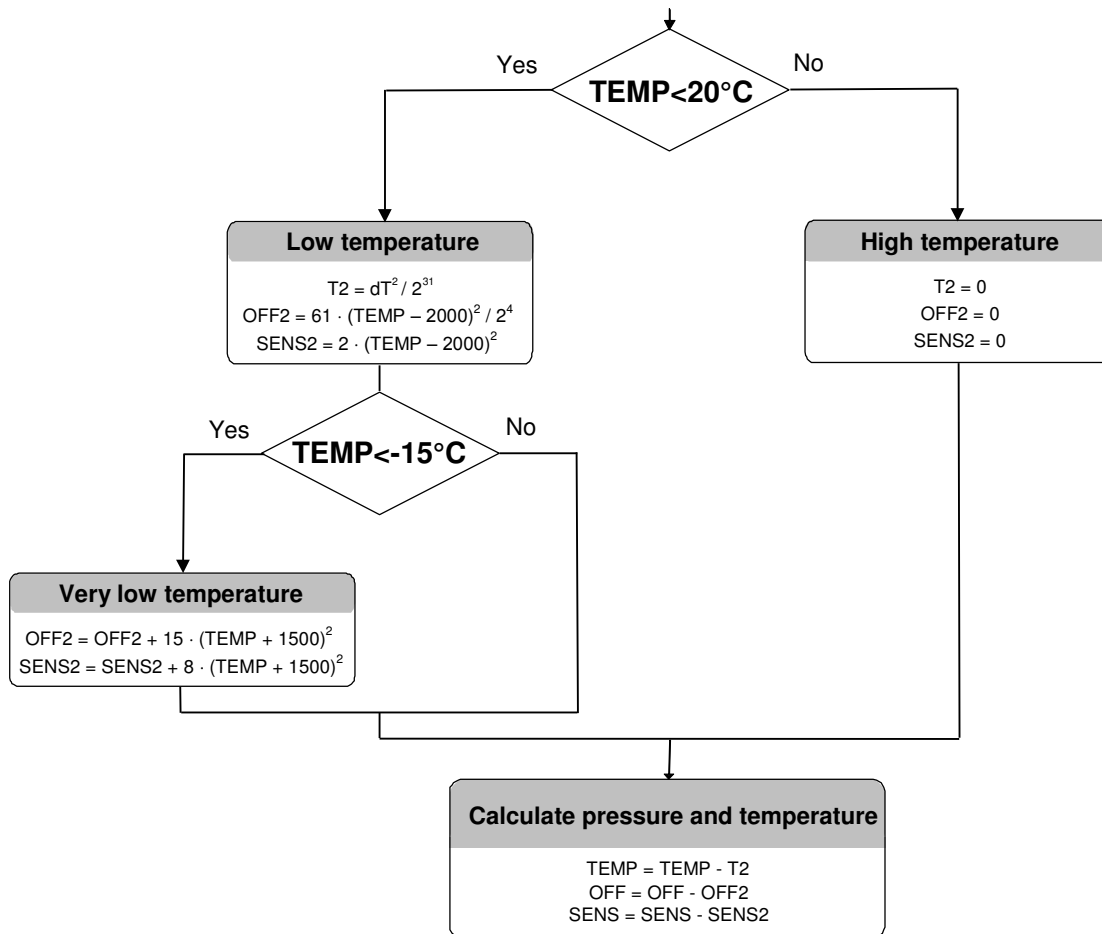 Yes
No
TEMP<20°C
Low temperature
T2 = dT² / 2³¹
OFF2 = 61 · (TEMP – 2000)² / 2⁴
SENS2 = 2 · (TEMP – 2000)²
High temperature
T2 = 0
OFF2 = 0
SENS2 = 0
Yes
No
TEMP<-15°C
Very low temperature
OFF2 = OFF2 + 15 · (TEMP + 1500)²
SENS2 = SENS2 + 8 · (TEMP + 1500)²
Calculate pressure and temperature
TEMP = TEMP - T2
OFF = OFF - OFF2
SENS = SENS - SENS2